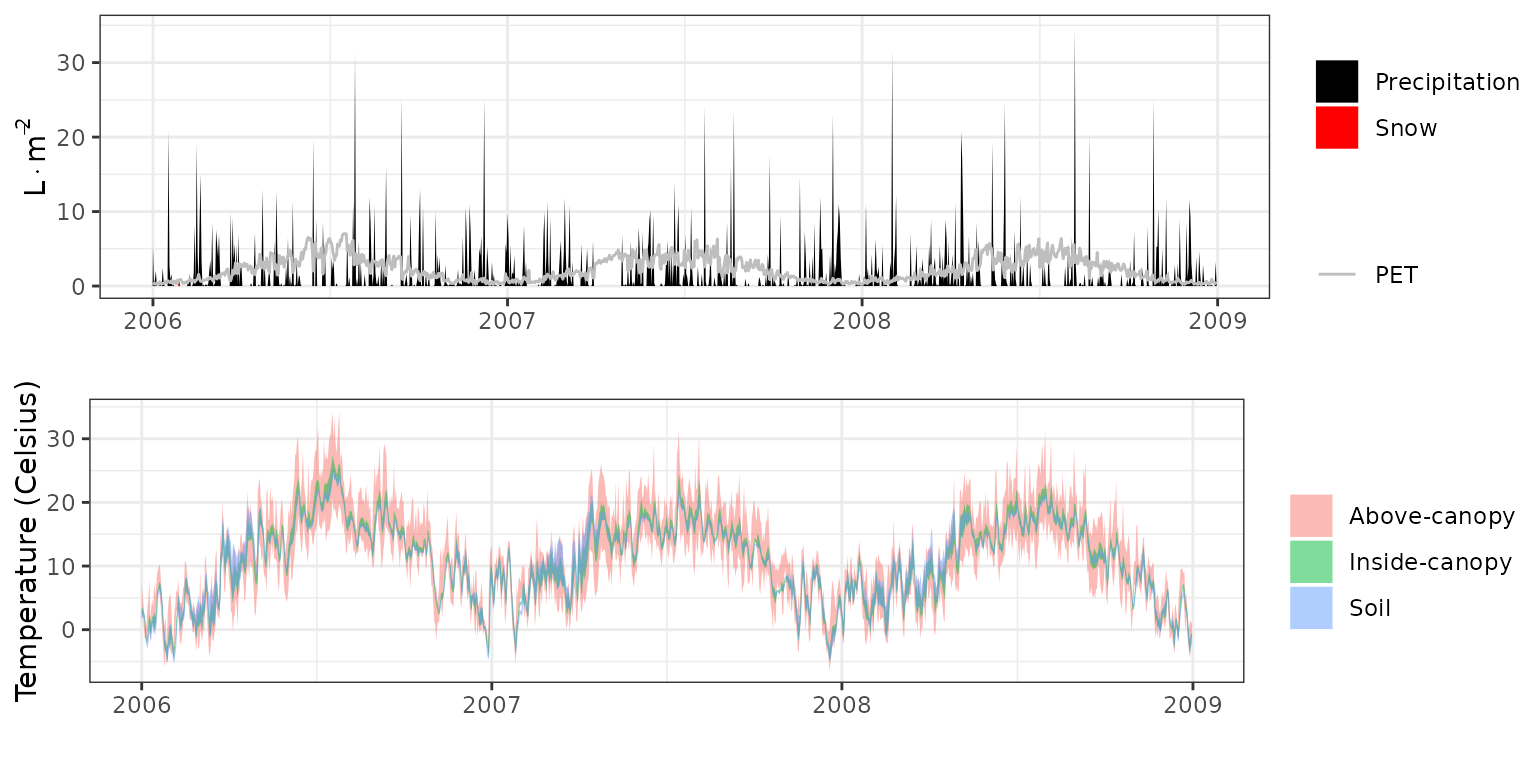 L · m⁻²
30
20
10
0
2006 2007 2008 2009
Precipitation
Snow
PET
Temperature (Celsius)
30
20
10
0
2006 2007 2008 2009
Above-canopy
Inside-canopy
Soil